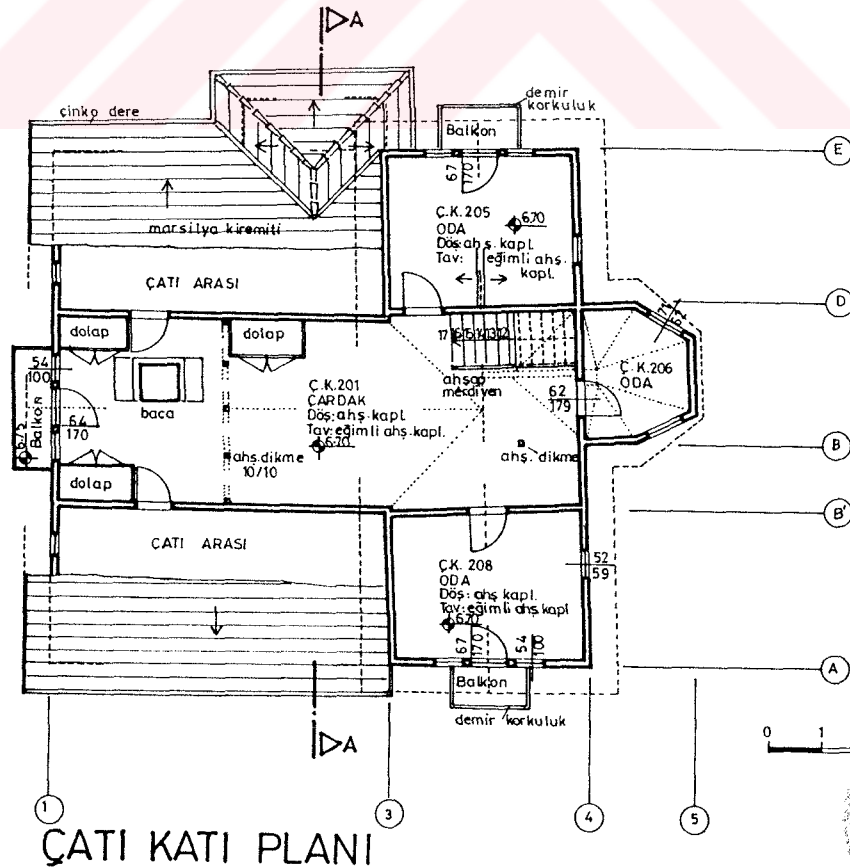 A
çinko dere
demir
korkuluk
Balkon
E
67
170
Ç.K.205
ODA
Döş: ahş. kapl.
Tav: eğimli ahş.
kapl.
6.70
marsilya kiremiti
ÇATI ARASI
D
dolap
dolap
17 16 15 14 13 12
ahşap
merdiven
Ç.K.206
ODA
54
100
Balkon
6.75
64
170
baca
Ç.K.201
ÇARDAK
Döş: ahş. kapl.
Tav: eğimli ahş. kapl.
6.70
62
179
ahş. dikme
10/10
ahş. dikme
B
dolap
B'
ÇATI ARASI
52
59
Ç.K. 208
ODA
Döş: ahş. kapl.
Tav: eğimli ahş. kapl
6.70
67
170
54
100
A
Balkon
demir korkuluk
A
0 1
1
3
4
5
ÇATI KATI PLANI